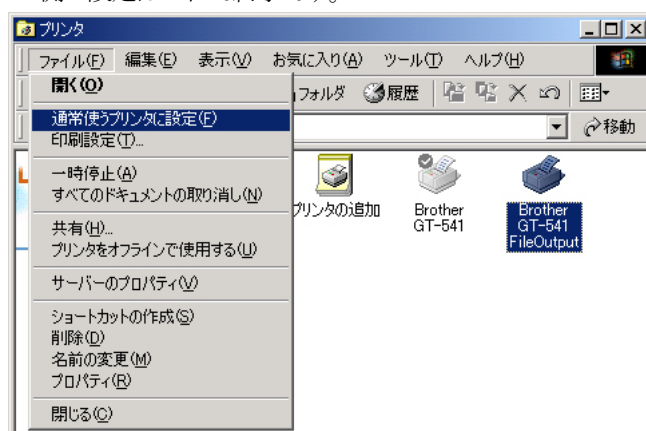 プリンタ
ファイル(F) 編集(E) 表示(V) お気に入り(A) ツール(T) ヘルプ(H)
開く(O)
フォルダ 履歴
通常使うプリンタに設定(F)
印刷設定(T)...
移動
一時停止(A)
すべてのドキュメントの取り消し(N)
プリンタの追加
Brother
GT-541
Brother
GT-541
FileOutput
共有(H)...
プリンタをオフラインで使用する(U)
サーバーのプロパティ(V)
ショートカットの作成(S)
削除(D)
名前の変更(M)
プロパティ(R)
閉じる(C)